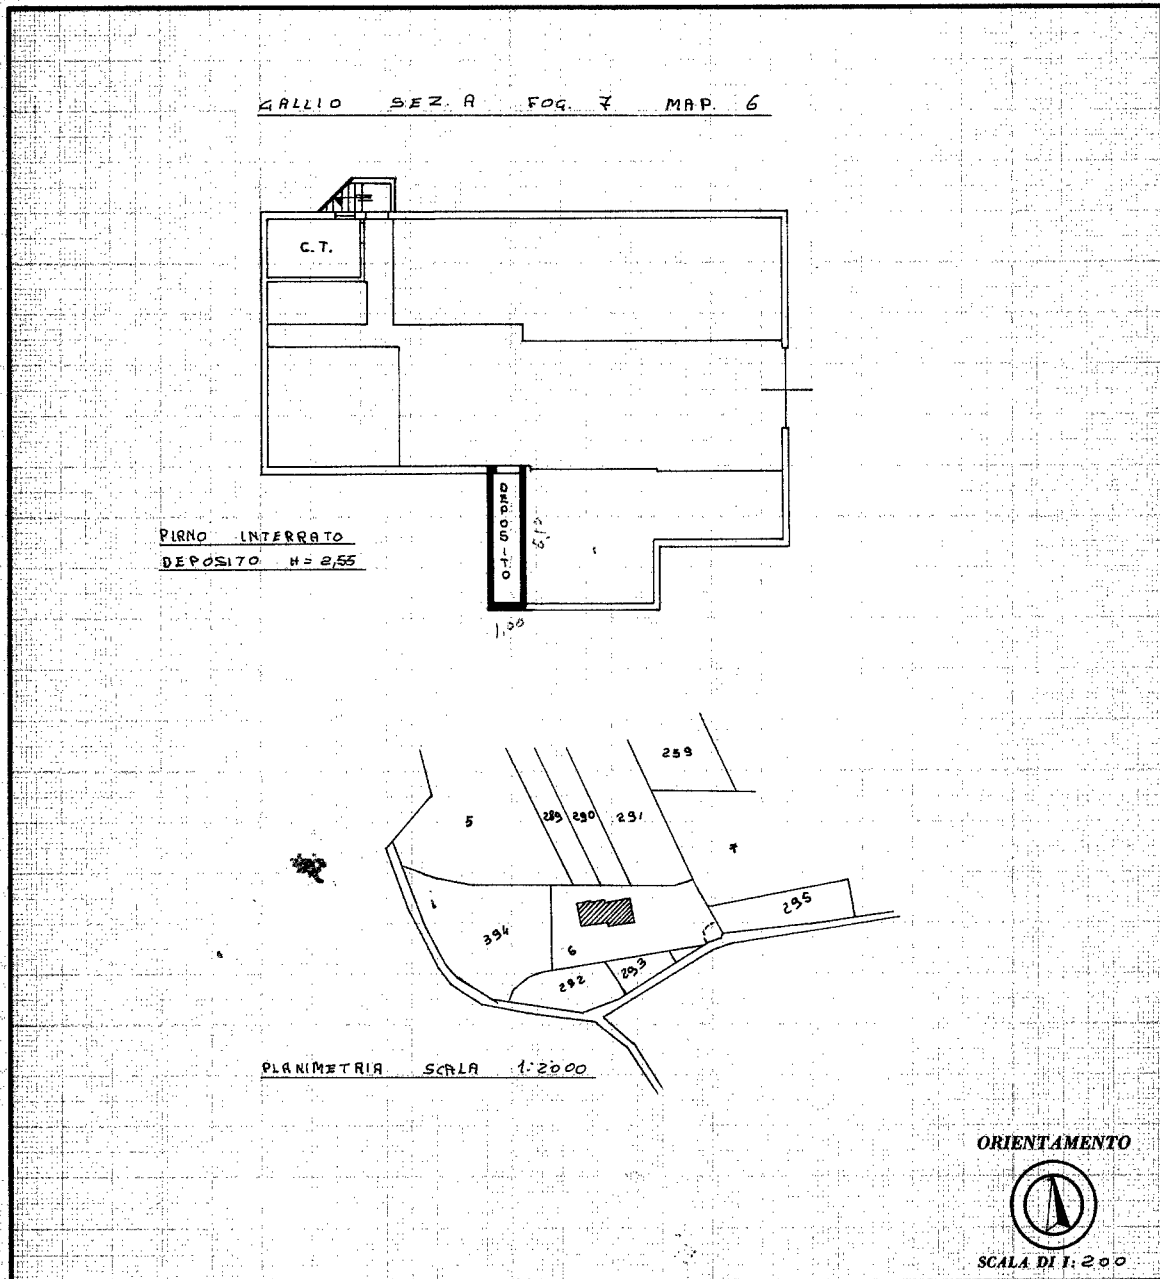 GALLIO SEZ. A FOG. 7 MAP. 6
C.T.
DEPOSITO
PIANO INTERRATO
DEPOSITO H = 2,55
1,00
259
5
289
290
291
7
1
394
295
6
292
293
PLANIMETRIA SCALA 1:2000
ORIENTAMENTO
SCALA DI 1:200